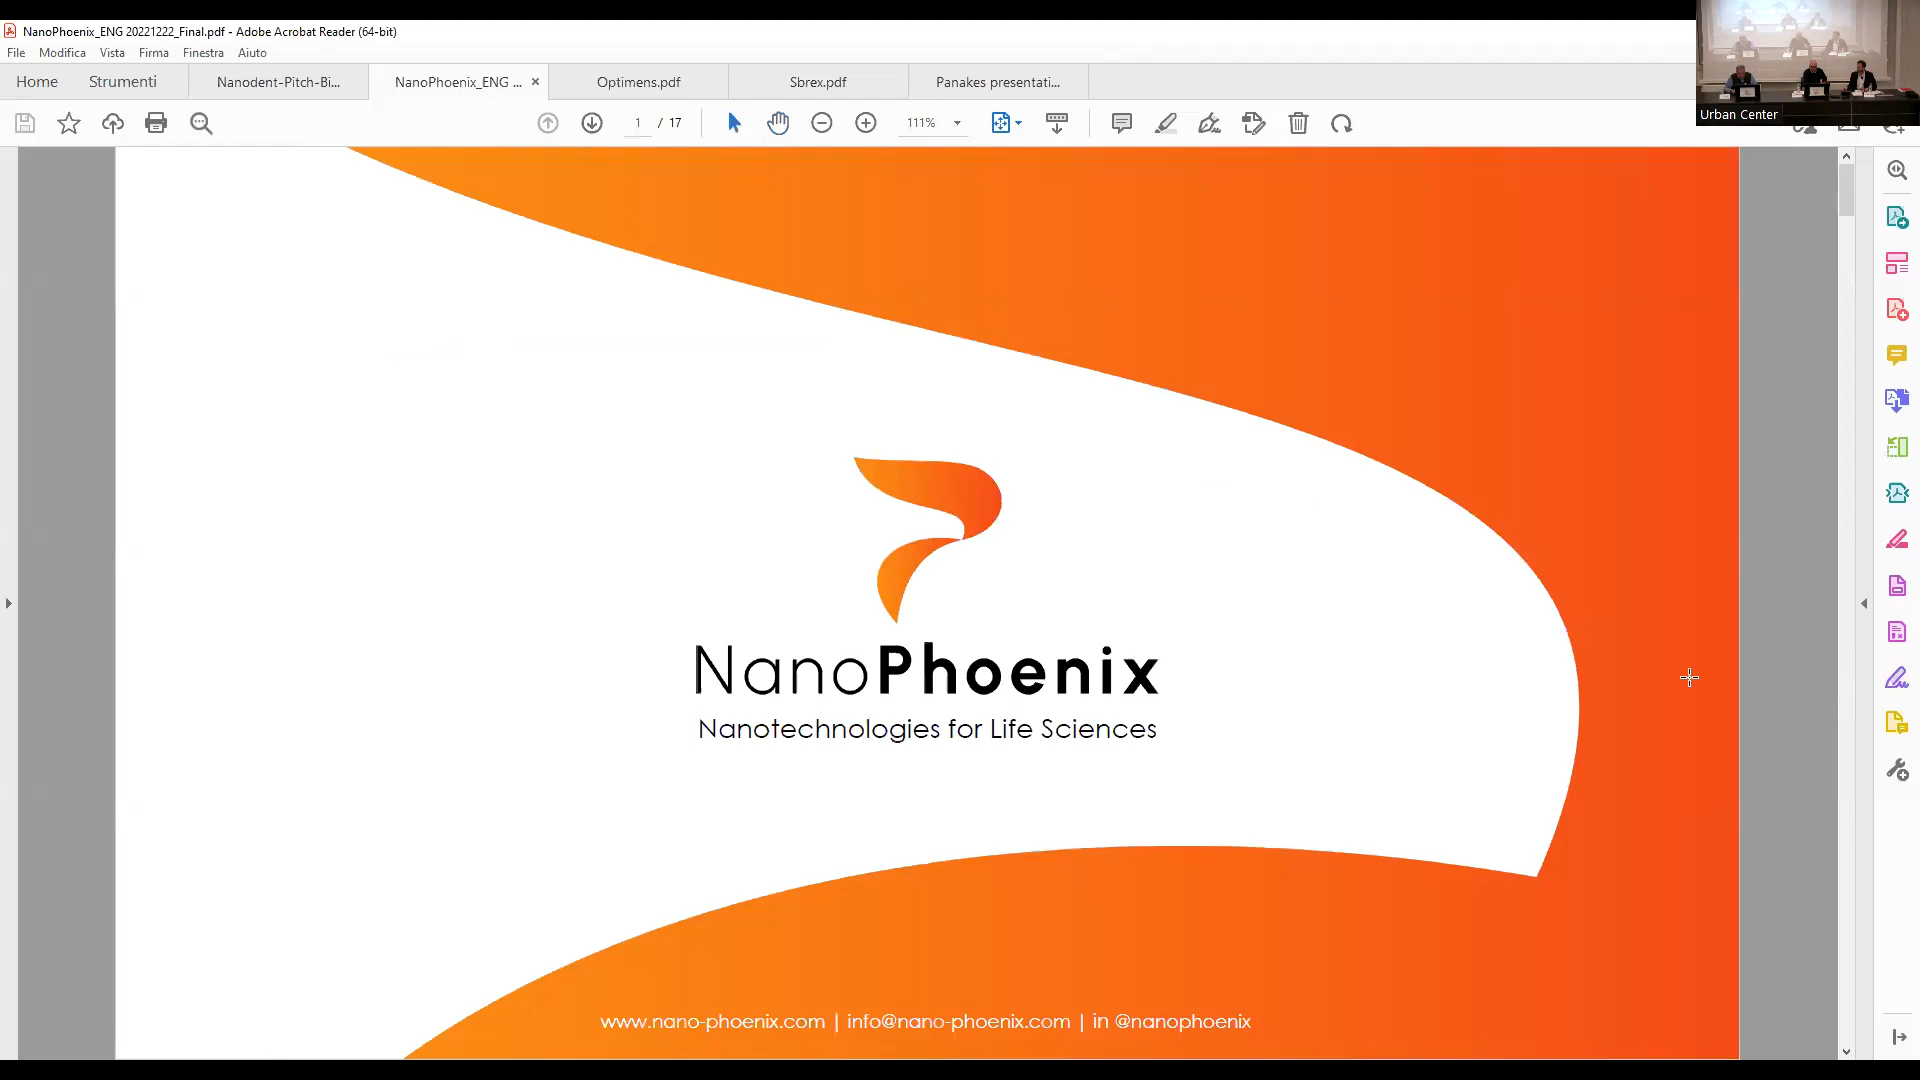 NanoPhoenix_ENG 20221222_Final.pdf - Adobe Acrobat Reader (64-bit)
File Modifica Vista Firma Finestra Aiuto
Home Strumenti Nanodent-Pitch-Bi... NanoPhoenix_ENG ... × Optimens.pdf Sbrex.pdf Panakes presentati...
1 / 17 111%
Urban Center
NanoPhoenix
Nanotechnologies for Life Sciences
www.nano-phoenix.com | info@nano-phoenix.com | in @nanophoenix